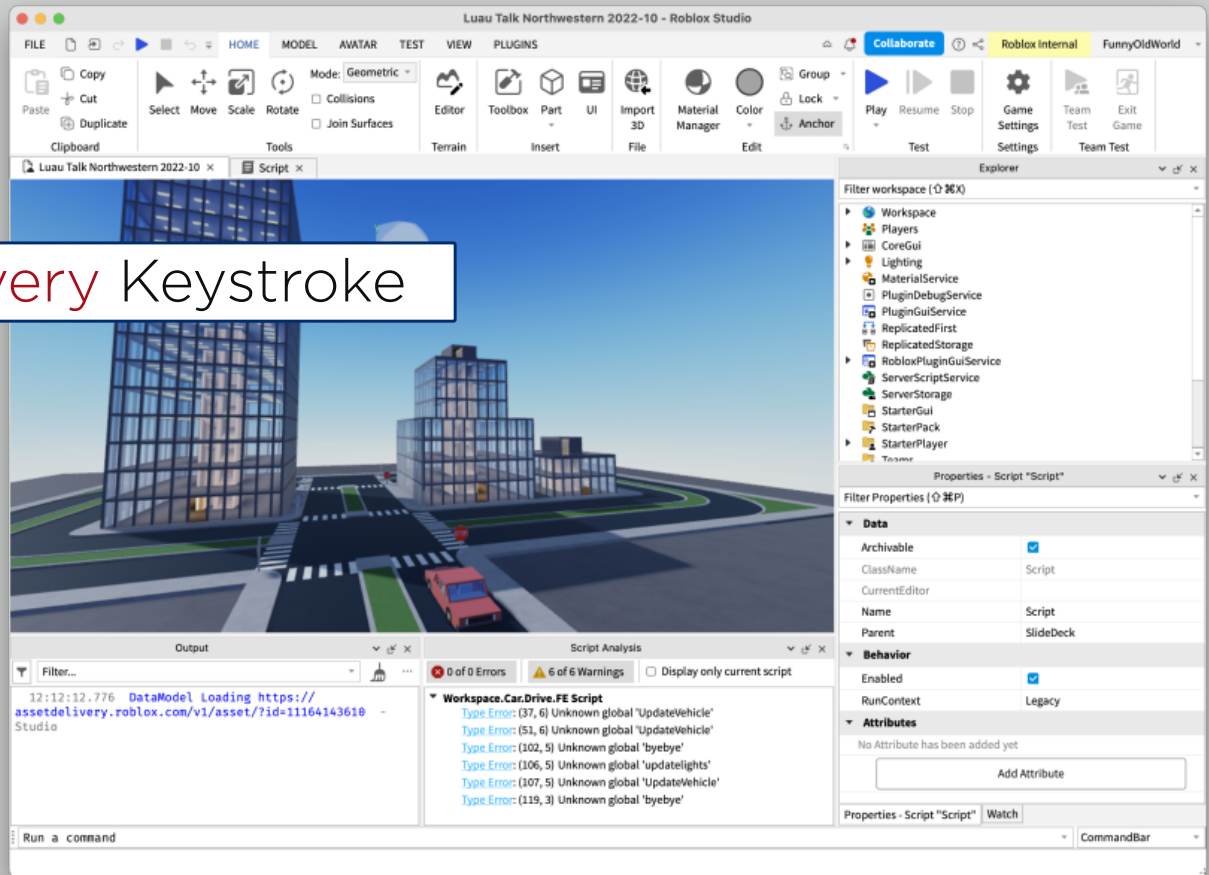 Luau Talk Northwestern 2022-10 - Roblox Studio
FILE HOME MODEL AVATAR TEST VIEW PLUGINS Collaborate Roblox Internal FunnyOldWorld
Paste Copy Cut Duplicate
Clipboard
Select Move Scale Rotate
Mode: Geometric
Collisions
Join Surfaces
Tools
Editor
Terrain
Toolbox Part UI
Insert
Import 3D
File
Material Manager Color
Group
Lock
Anchor
Edit
Play Resume Stop
Test
Game Settings
Settings
Team Test Exit Game
Team Test
Luau Talk Northwestern 2022-10 × Script ×
very Keystroke
Explorer
Filter workspace (⇧⌘X)
Workspace
Players
CoreGui
Lighting
MaterialService
PluginDebugService
PluginGuiService
ReplicatedFirst
ReplicatedStorage
RobloxPluginGuiService
ServerScriptService
ServerStorage
StarterGui
StarterPack
StarterPlayer
Teams
Properties - Script "Script"
Filter Properties (⇧⌘P)
Data
Archivable
ClassName Script
CurrentEditor
Name Script
Parent SlideDeck
Behavior
Enabled
RunContext Legacy
Attributes
No Attribute has been added yet
Add Attribute
Properties - Script "Script" Watch
Output
Filter...
12:12:12.776 DataModel Loading https://
assetdelivery.roblox.com/v1/asset/?id=11164143610 -
Studio
Script Analysis
0 of 0 Errors 6 of 6 Warnings Display only current script
Workspace.Car.Drive.FE Script
Type Error: (37, 6) Unknown global 'UpdateVehicle'
Type Error: (51, 6) Unknown global 'UpdateVehicle'
Type Error: (102, 5) Unknown global 'byebye'
Type Error: (106, 5) Unknown global 'updatelights'
Type Error: (107, 5) Unknown global 'UpdateVehicle'
Type Error: (119, 3) Unknown global 'byebye'
Run a command CommandBar